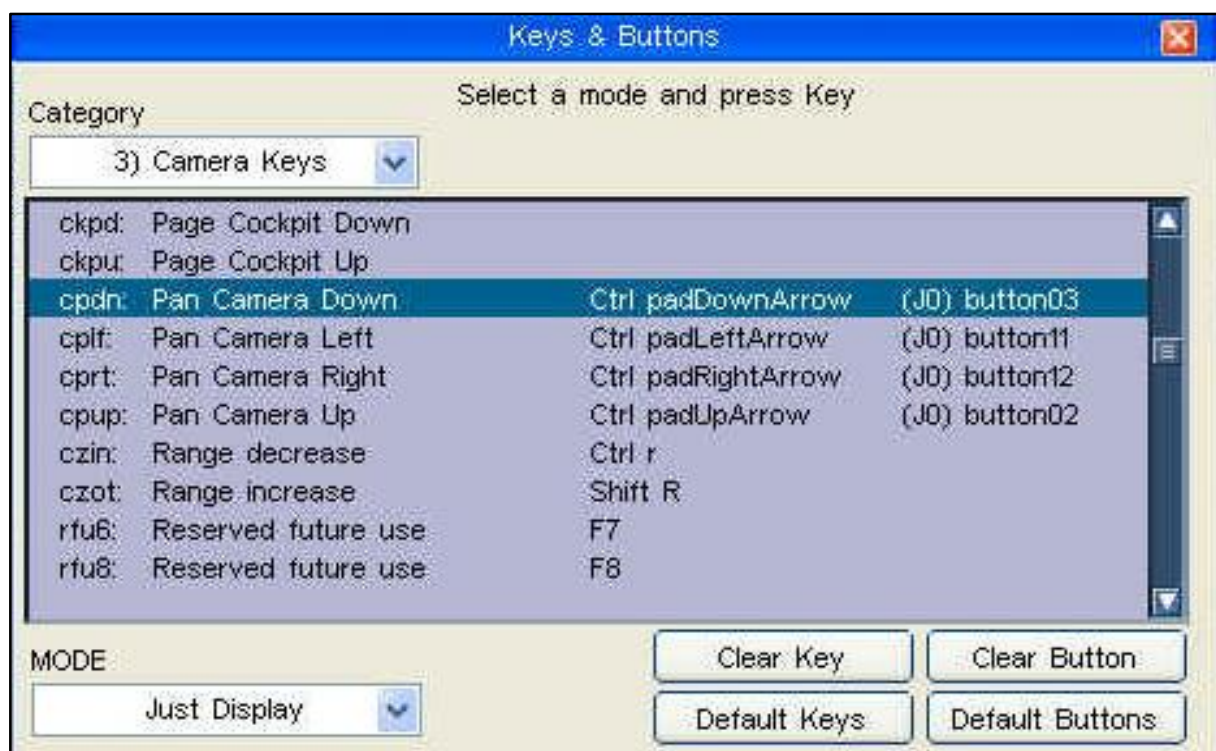 Keys & Buttons
Select a mode and press Key
Category
3) Camera Keys
ckpd: Page Cockpit Down
ckpu: Page Cockpit Up
cpdn: Pan Camera Down Ctrl padDownArrow (J0) button03
cplf: Pan Camera Left Ctrl padLeftArrow (J0) button11
cprt: Pan Camera Right Ctrl padRightArrow (J0) button12
cpup: Pan Camera Up Ctrl padUpArrow (J0) button02
czin: Range decrease Ctrl r
czot: Range increase Shift R
rfu6: Reserved future use F7
rfu8: Reserved future use F8
MODE
Just Display
Clear Key Clear Button
Default Keys Default Buttons